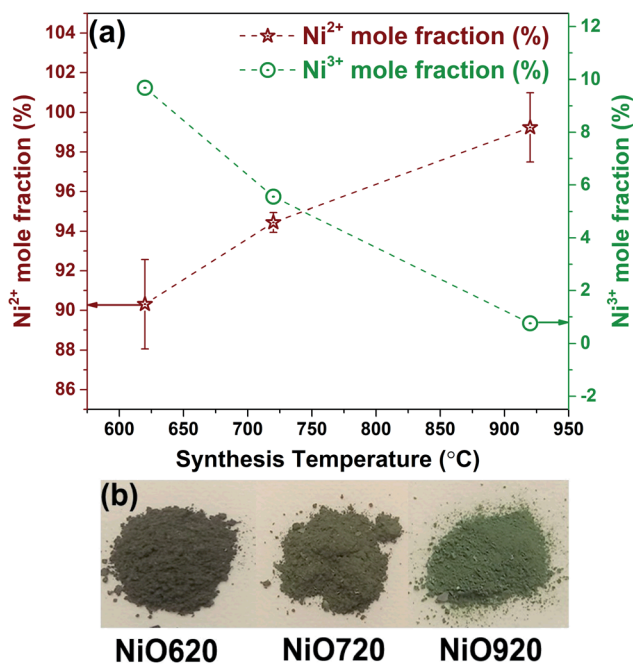 (a)
Ni²⁺ mole fraction (%)
Ni³⁺ mole fraction (%)
104
102
100
98
96
94
92
90
88
86
Ni²⁺ mole fraction (%)
12
10
8
6
4
2
0
-2
Ni³⁺ mole fraction (%)
600 650 700 750 800 850 900 950
Synthesis Temperature (°C)
(b)
NiO620 NiO720 NiO920